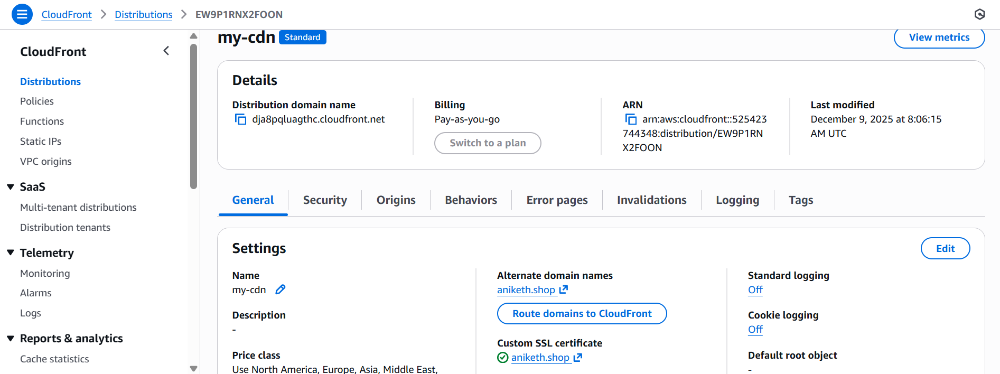 CloudFront > Distributions > EW9P1RNX2FOON
CloudFront
Distributions
Policies
Functions
Static IPs
VPC origins
SaaS
Multi-tenant distributions
Distribution tenants
Telemetry
Monitoring
Alarms
Logs
Reports & analytics
Cache statistics
my-cdn Standard
View metrics
Details
Distribution domain name
dja8pqluagthc.cloudfront.net
Billing
Pay-as-you-go
Switch to a plan
ARN
arn:aws:cloudfront::525423
744348:distribution/EW9P1RN
X2FOON
Last modified
December 9, 2025 at 8:06:15
AM UTC
General
Security
Origins
Behaviors
Error pages
Invalidations
Logging
Tags
Settings
Edit
Name
my-cdn
Description
-
Price class
Use North America, Europe, Asia, Middle East,
Alternate domain names
aniketh.shop
Route domains to CloudFront
Custom SSL certificate
aniketh.shop
Standard logging
Off
Cookie logging
Off
Default root object
-